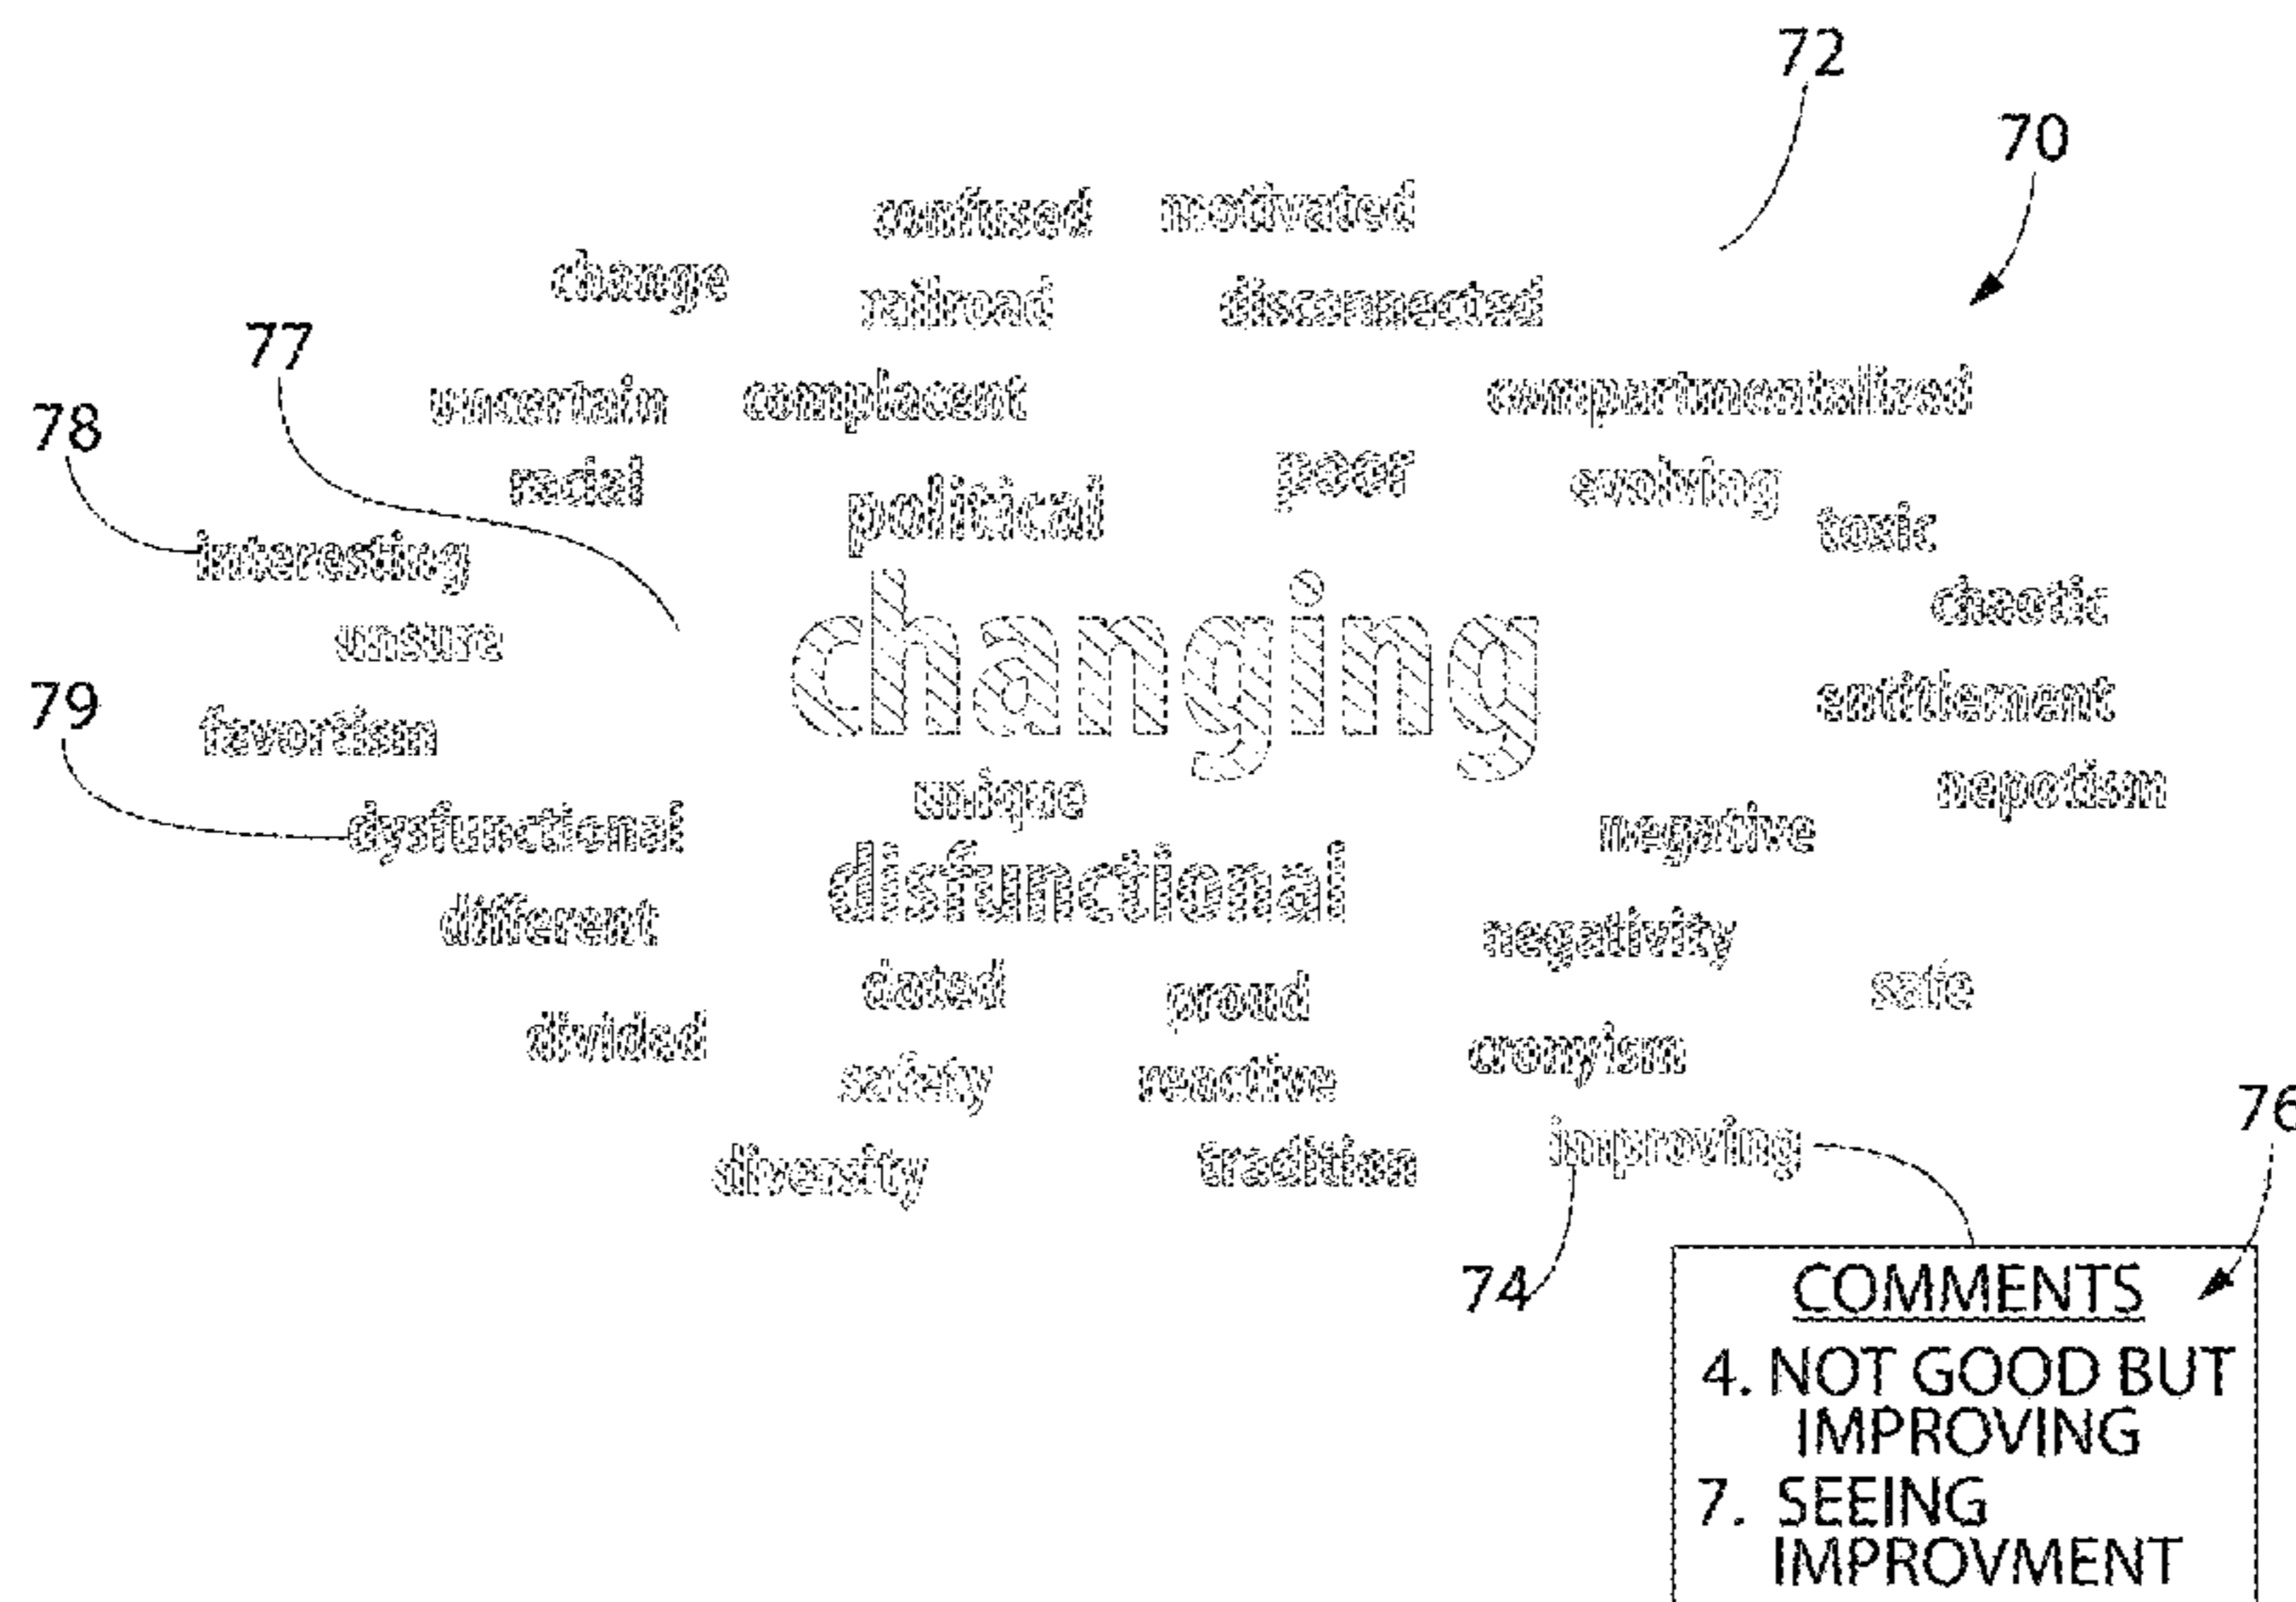 72
70
confused motivated
change railroad disconnected
77
uncertain complacent compartmentalized
78
racial political poor evolving
toxic
interesting
chaotic
unsure changing
79
favortism entitlement
unique nepotism
dysfunctional negative
disfunctional
different negativity
dated proud safe
divided cronyism
safety reactive
76
diversity tradition improving
74
COMMENTS
4. NOT GOOD BUT
IMPROVING
7. SEEING
IMPROVMENT